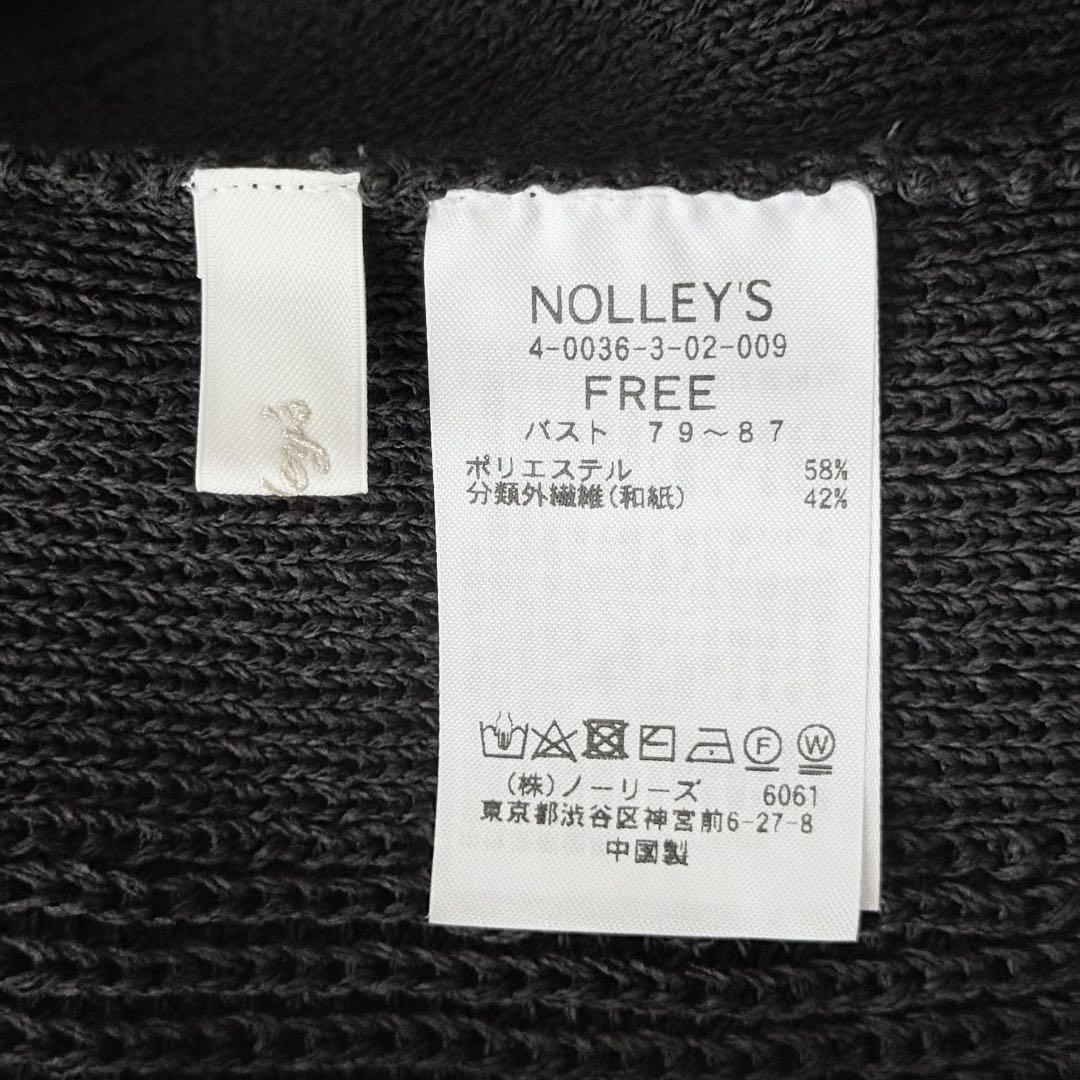 NOLLEY'S
4-0036-3-02-009
FREE
バスト 79～87
ポリエステル 58%
分類外繊維(和紙) 42%
F W
(株)ノーリーズ 6061
東京都渋谷区神宮前6-27-8
中国製